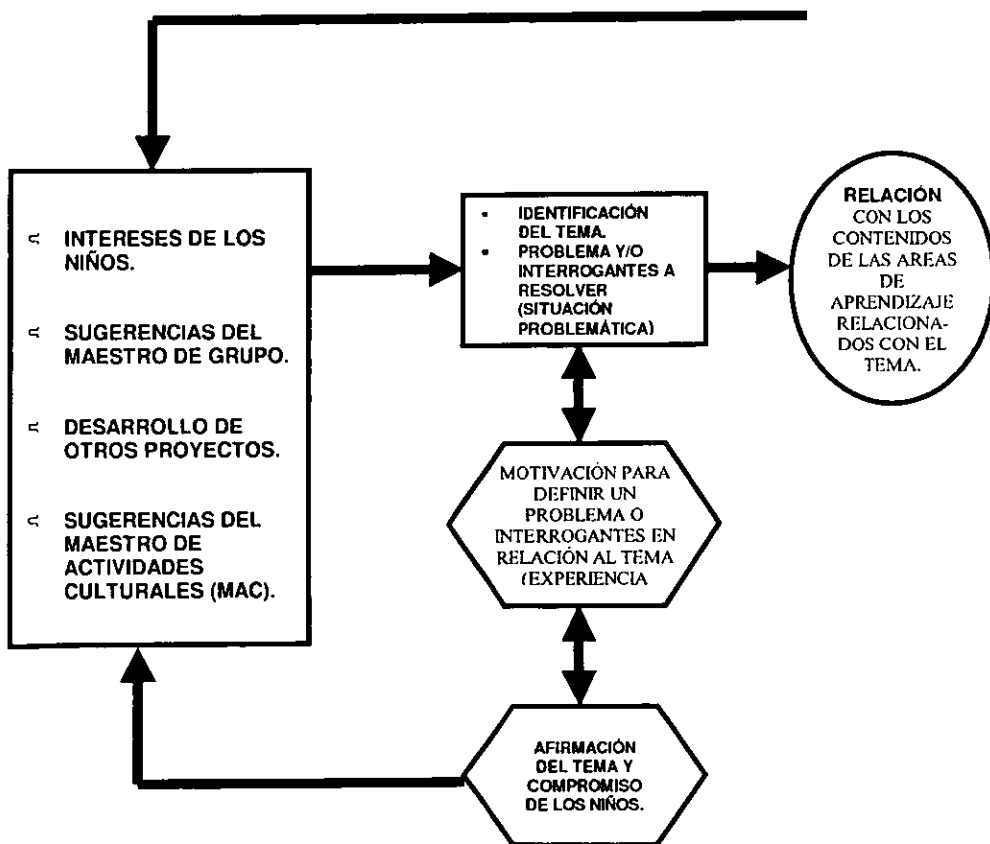 INTERESES DE LOS
NIÑOS.
SUGERENCIAS DEL
MAESTRO DE GRUPO.
DESARROLLO DE
OTROS PROYECTOS.
SUGERENCIAS DEL
MAESTRO DE
ACTIVIDADES
CULTURALES (MAC).
IDENTIFICACIÓN
DEL TEMA.
PROBLEMA Y/O
INTERROGANTES A
RESOLVER
(SITUACIÓN
PROBLEMÁTICA)
RELACIÓN
CON LOS
CONTENIDOS
DE LAS AREAS
DE
APRENDIZAJE
RELACIONA-
DOS CON EL
TEMA.
MOTIVACIÓN PARA
DEFINIR UN
PROBLEMA O
INTERROGANTES EN
RELACIÓN AL TEMA
(EXPERIENCIA
AFIRMACIÓN
DEL TEMA Y
COMPROMISO
DE LOS NIÑOS.